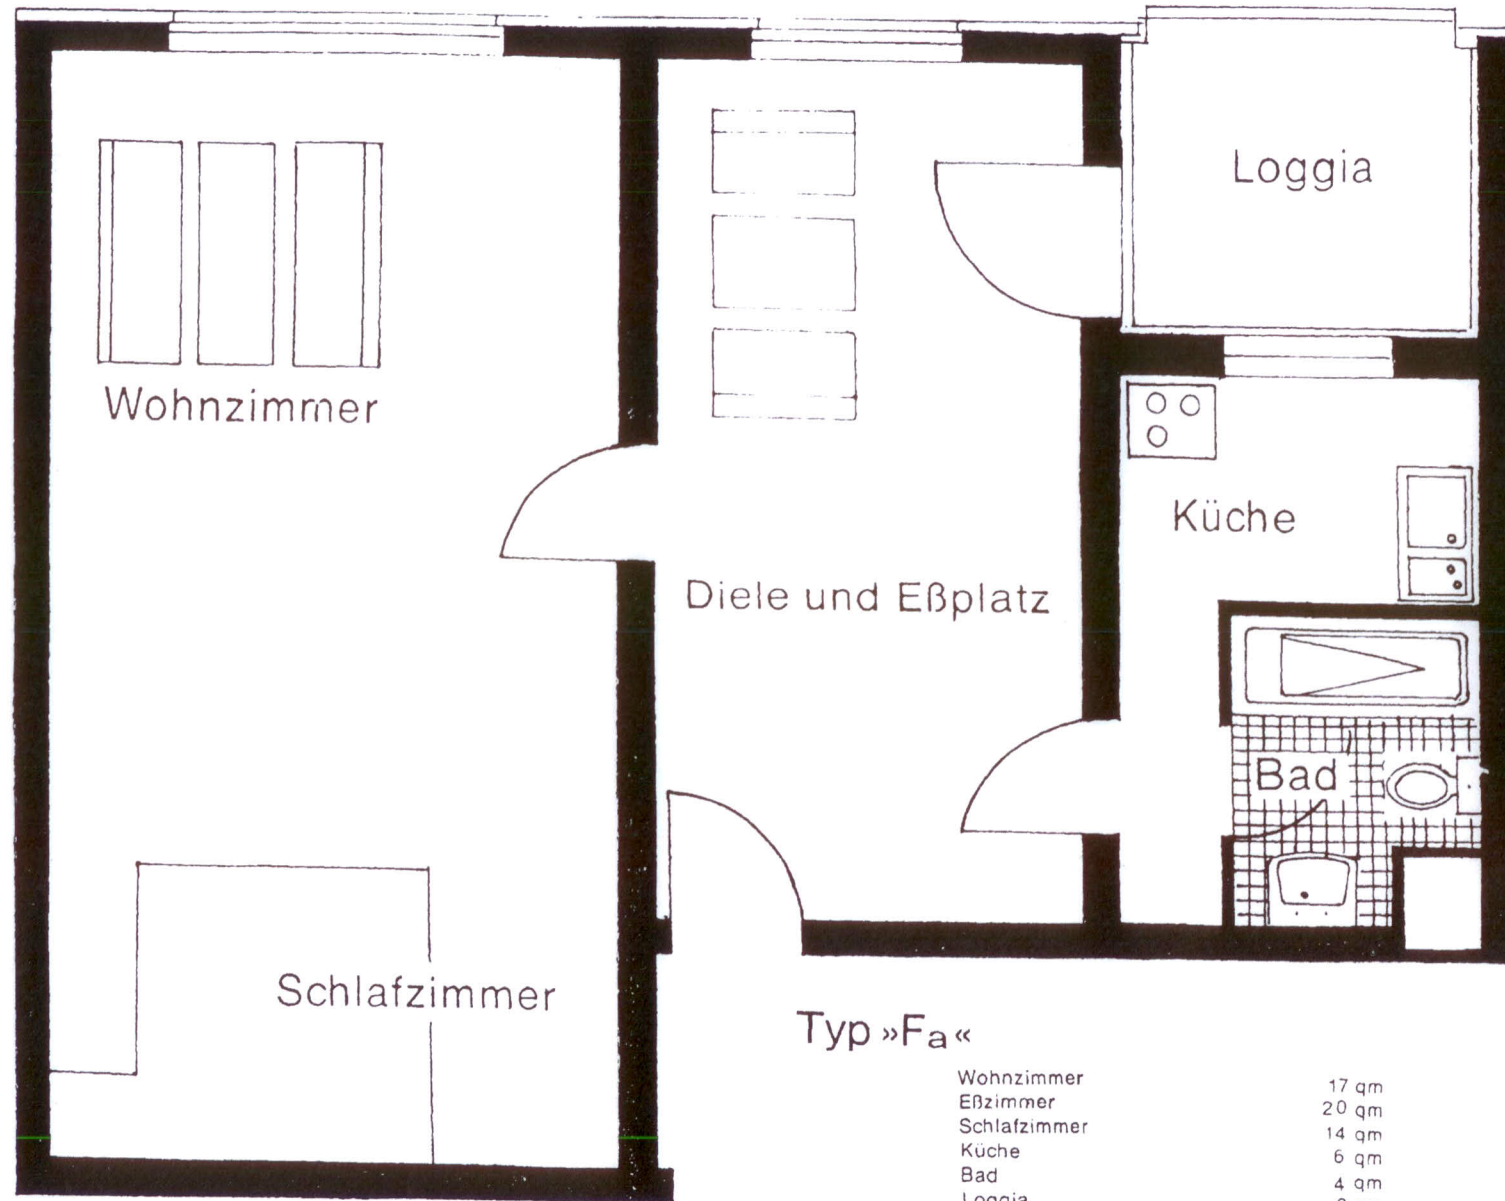 Loggia
Wohnzimmer
Küche
Diele und Eßplatz
Bad
Schlafzimmer
Typ »Fa«
Wohnzimmer 17 qm
Eßzimmer 20 qm
Schlafzimmer 14 qm
Küche 6 qm
Bad 4 qm
Loggia